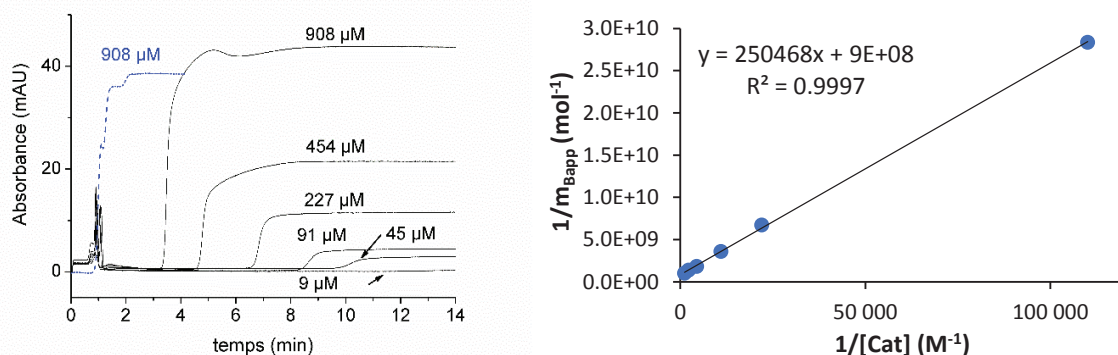 908 µM
908 µM
454 µM
227 µM
91 µM
45 µM
9 µM
40
20
0
Absorbance (mAU)
0 2 4 6 8 10 12 14
temps (min)
3.0E+10
2.5E+10
2.0E+10
1.5E+10
1.0E+10
5.0E+09
0.0E+00
1/mBapp (mol-1)
y = 250468x + 9E+08
R² = 0.9997
0 50 000 100 000
1/[Cat] (M-1)